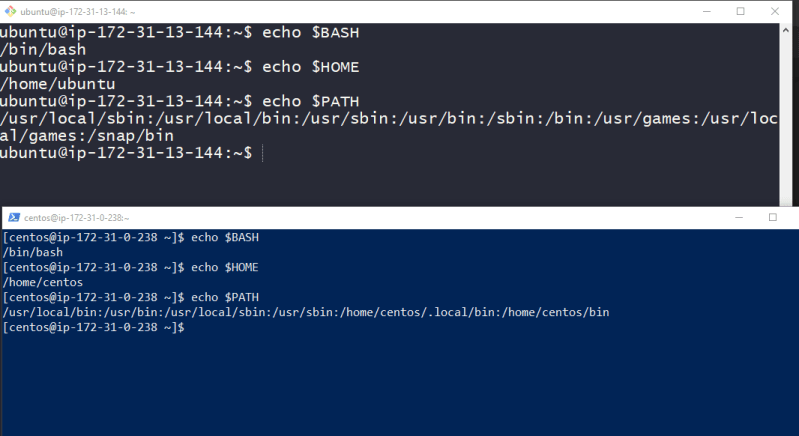 ubuntu@ip-172-31-13-144: ~
ubuntu@ip-172-31-13-144:~$ echo $BASH
/bin/bash
ubuntu@ip-172-31-13-144:~$ echo $HOME
/home/ubuntu
ubuntu@ip-172-31-13-144:~$ echo $PATH
/usr/local/sbin:/usr/local/bin:/usr/sbin:/usr/bin:/sbin:/bin:/usr/games:/usr/loc
al/games:/snap/bin
ubuntu@ip-172-31-13-144:~$
centos@ip-172-31-0-238:~
[centos@ip-172-31-0-238 ~]$ echo $BASH
/bin/bash
[centos@ip-172-31-0-238 ~]$ echo $HOME
/home/centos
[centos@ip-172-31-0-238 ~]$ echo $PATH
/usr/local/bin:/usr/bin:/usr/local/sbin:/usr/sbin:/home/centos/.local/bin:/home/centos/bin
[centos@ip-172-31-0-238 ~]$